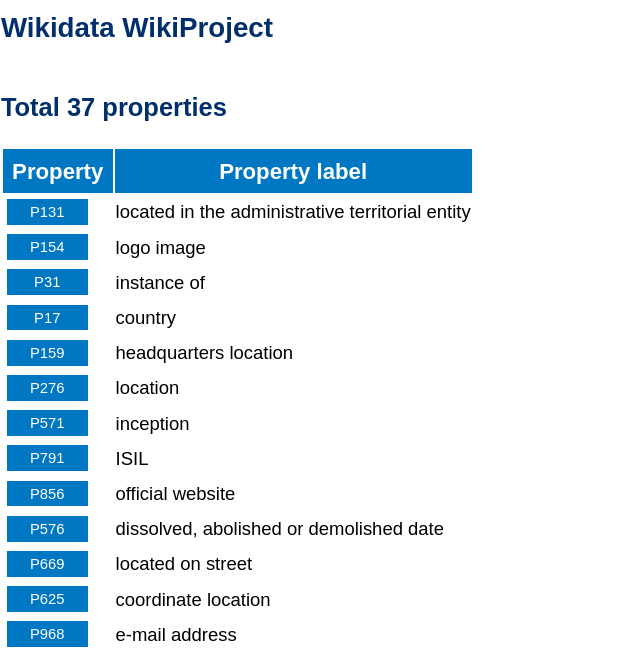 Wikidata WikiProject
Total 37 properties
Property Property label
P131 located in the administrative territorial entity
P154 logo image
P31 instance of
P17 country
P159 headquarters location
P276 location
P571 inception
P791 ISIL
P856 official website
P576 dissolved, abolished or demolished date
P669 located on street
P625 coordinate location
P968 e-mail address